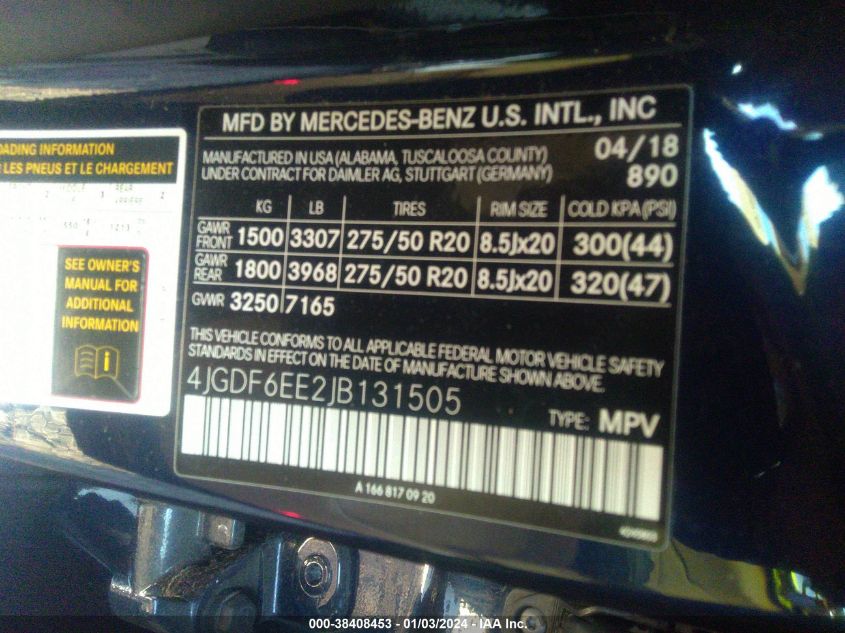 OADING INFORMATION
LES PNEUS ET LE CHARGEMENT
SEE OWNER'S
MANUAL FOR
ADDITIONAL
INFORMATION
MFD BY MERCEDES-BENZ U.S. INTL., INC
MANUFACTURED IN USA (ALABAMA, TUSCALOOSA COUNTY) 04/18
UNDER CONTRACT FOR DAIMLER AG, STUTTGART (GERMANY) 890
KG LB TIRES RIM SIZE COLD KPA (PSI)
GAWR FRONT 1500 3307 275/50 R20 8.5Jx20 300(44)
GAWR REAR 1800 3968 275/50 R20 8.5Jx20 320(47)
GVWR 3250 7165
THIS VEHICLE CONFORMS TO ALL APPLICABLE FEDERAL MOTOR VEHICLE SAFETY
STANDARDS IN EFFECT ON THE DATE OF MANUFACTURE SHOWN ABOVE.
4JGDF6EE2JB131505
TYPE: MPV
A 166 817 09 20
000-38408453 - 01/03/2024 - IAA Inc.